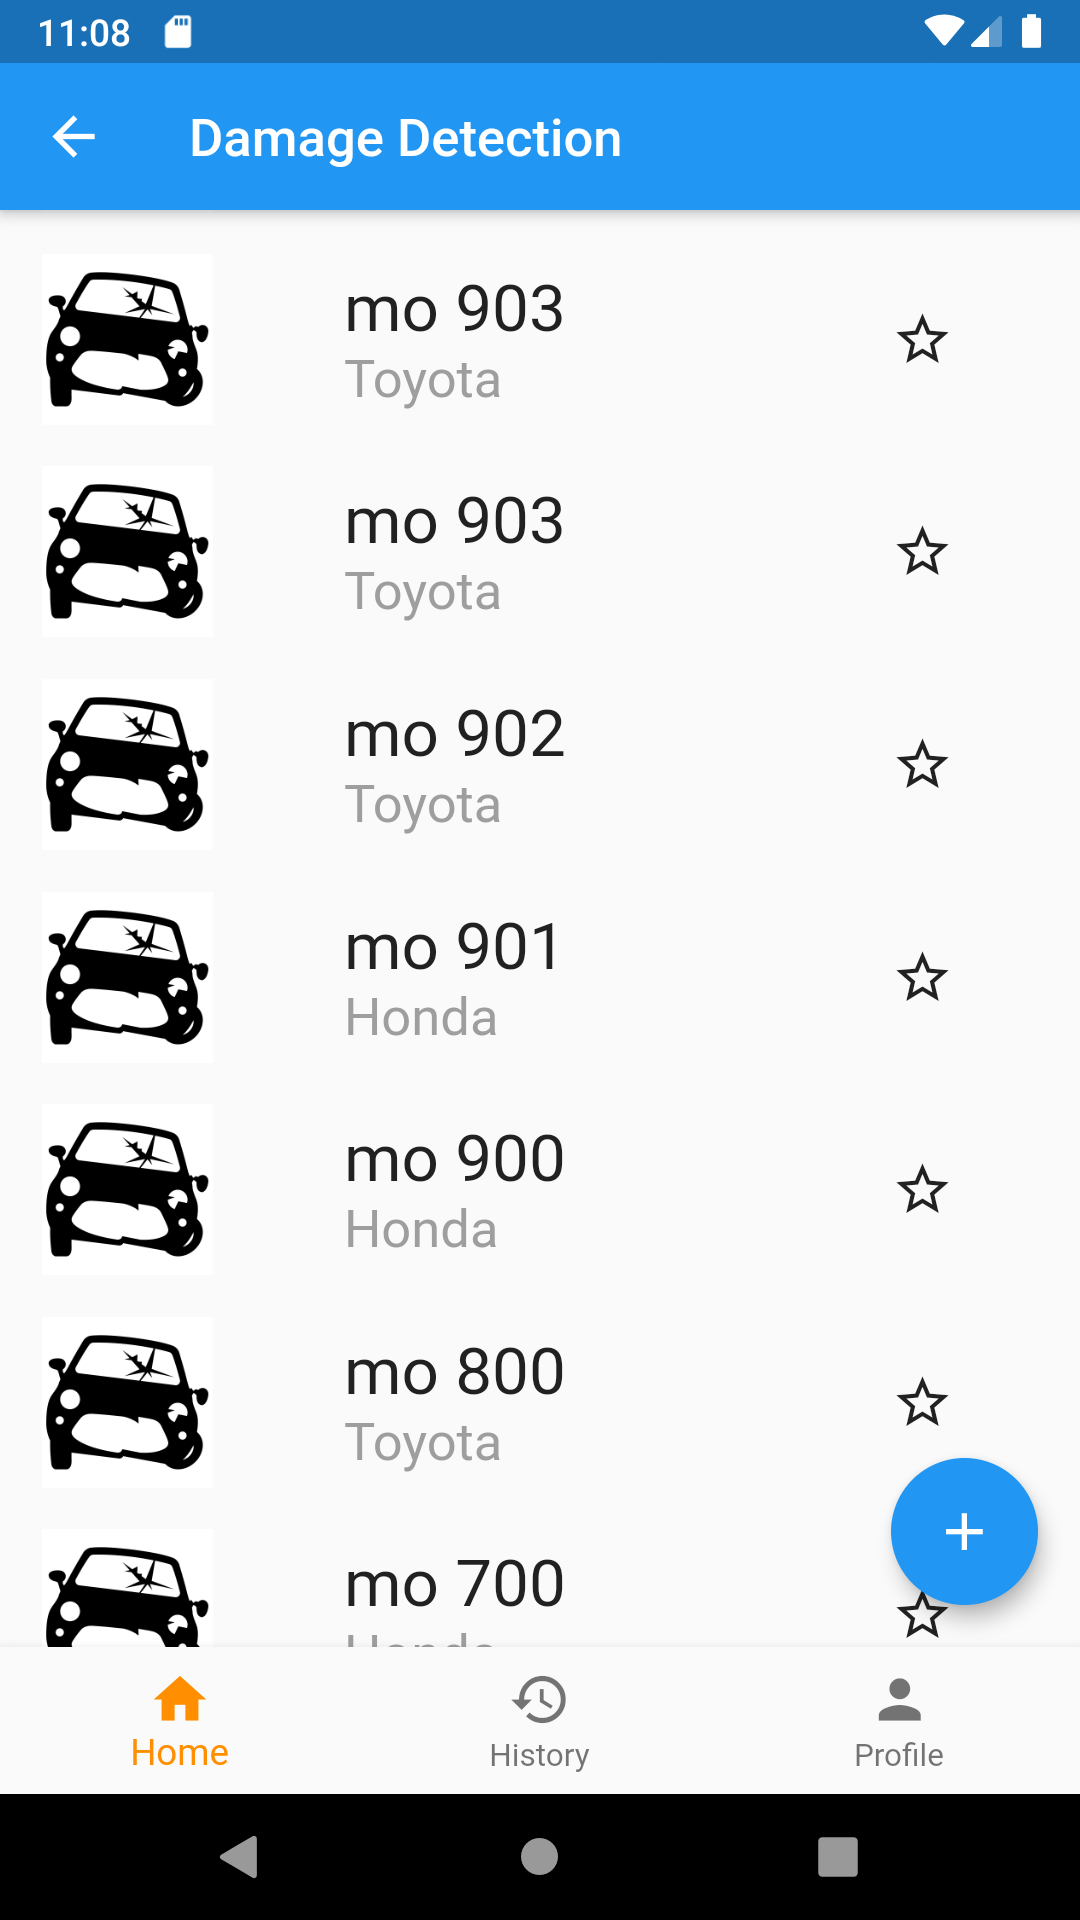 11:08
Damage Detection
mo 903
Toyota
mo 903
Toyota
mo 902
Toyota
mo 901
Honda
mo 900
Honda
mo 800
Toyota
mo 700
Honda
Home
History
Profile